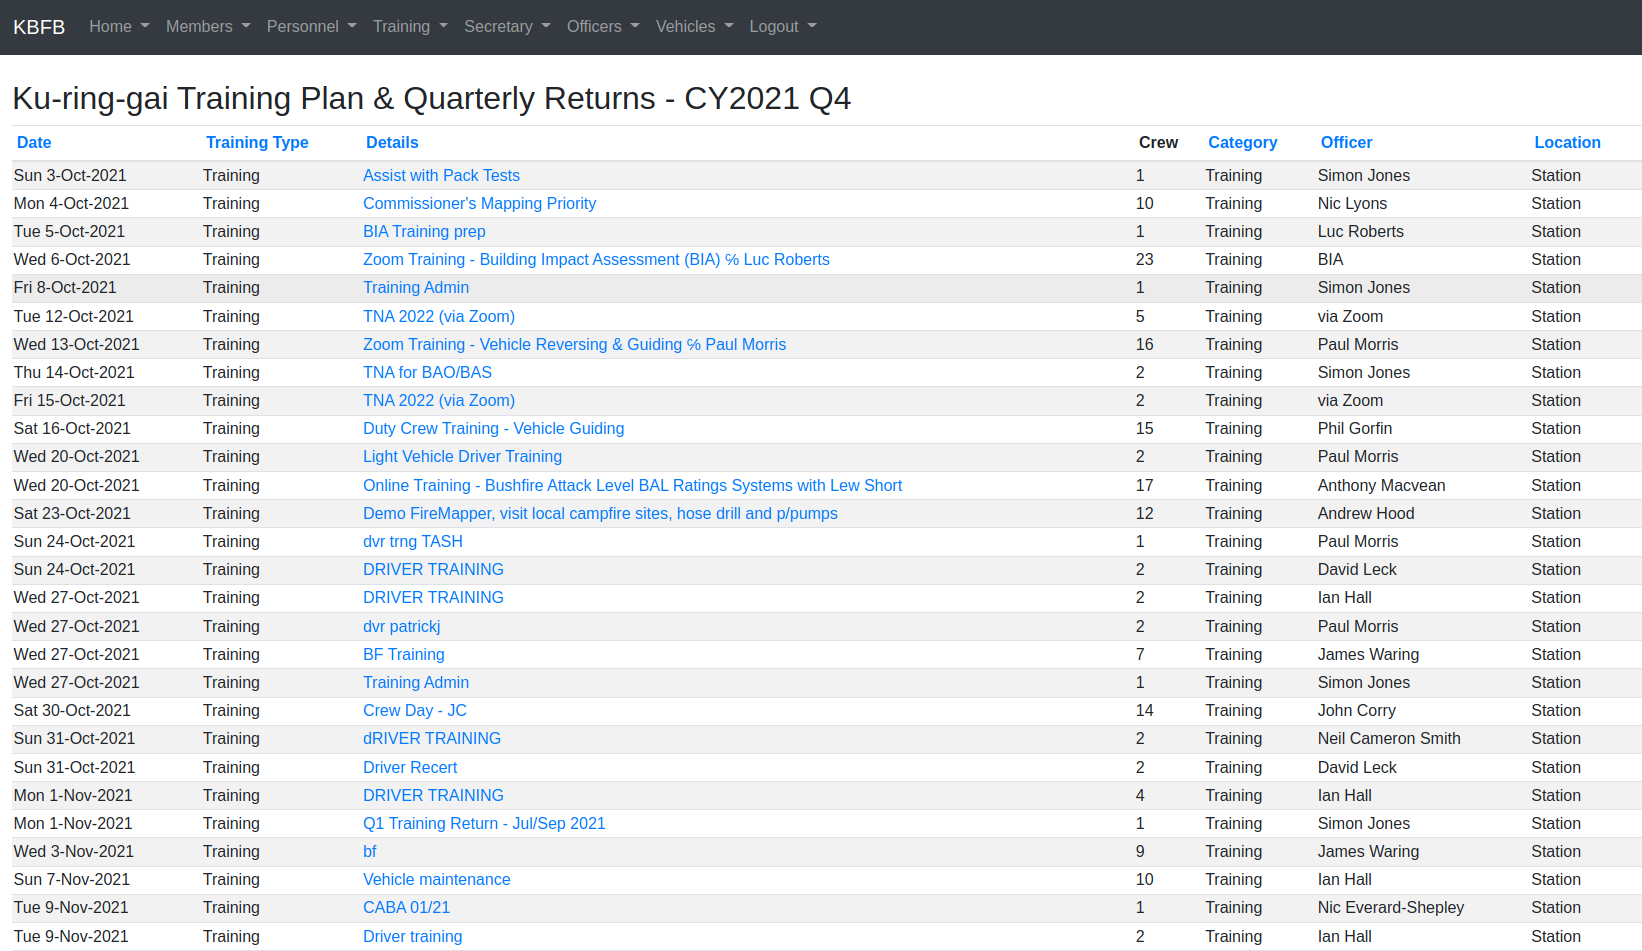 KBFB Home Members Personnel Training Secretary Officers Vehicles Logout
Ku-ring-gai Training Plan & Quarterly Returns - CY2021 Q4
Date Training Type Details Crew Category Officer Location
Sun 3-Oct-2021 Training Assist with Pack Tests 1 Training Simon Jones Station
Mon 4-Oct-2021 Training Commissioner's Mapping Priority 10 Training Nic Lyons Station
Tue 5-Oct-2021 Training BIA Training prep 1 Training Luc Roberts Station
Wed 6-Oct-2021 Training Zoom Training - Building Impact Assessment (BIA) ℅ Luc Roberts 23 Training BIA Station
Fri 8-Oct-2021 Training Training Admin 1 Training Simon Jones Station
Tue 12-Oct-2021 Training TNA 2022 (via Zoom) 5 Training via Zoom Station
Wed 13-Oct-2021 Training Zoom Training - Vehicle Reversing & Guiding ℅ Paul Morris 16 Training Paul Morris Station
Thu 14-Oct-2021 Training TNA for BAO/BAS 2 Training Simon Jones Station
Fri 15-Oct-2021 Training TNA 2022 (via Zoom) 2 Training via Zoom Station
Sat 16-Oct-2021 Training Duty Crew Training - Vehicle Guiding 15 Training Phil Gorfin Station
Wed 20-Oct-2021 Training Light Vehicle Driver Training 2 Training Paul Morris Station
Wed 20-Oct-2021 Training Online Training - Bushfire Attack Level BAL Ratings Systems with Lew Short 17 Training Anthony Macvean Station
Sat 23-Oct-2021 Training Demo FireMapper, visit local campfire sites, hose drill and p/pumps 12 Training Andrew Hood Station
Sun 24-Oct-2021 Training dvr trng TASH 1 Training Paul Morris Station
Sun 24-Oct-2021 Training DRIVER TRAINING 2 Training David Leck Station
Wed 27-Oct-2021 Training DRIVER TRAINING 2 Training Ian Hall Station
Wed 27-Oct-2021 Training dvr patrickj 2 Training Paul Morris Station
Wed 27-Oct-2021 Training BF Training 7 Training James Waring Station
Wed 27-Oct-2021 Training Training Admin 1 Training Simon Jones Station
Sat 30-Oct-2021 Training Crew Day - JC 14 Training John Corry Station
Sun 31-Oct-2021 Training dRIVER TRAINING 2 Training Neil Cameron Smith Station
Sun 31-Oct-2021 Training Driver Recert 2 Training David Leck Station
Mon 1-Nov-2021 Training DRIVER TRAINING 4 Training Ian Hall Station
Mon 1-Nov-2021 Training Q1 Training Return - Jul/Sep 2021 1 Training Simon Jones Station
Wed 3-Nov-2021 Training bf 9 Training James Waring Station
Sun 7-Nov-2021 Training Vehicle maintenance 10 Training Ian Hall Station
Tue 9-Nov-2021 Training CABA 01/21 1 Training Nic Everard-Shepley Station
Tue 9-Nov-2021 Training Driver training 2 Training Ian Hall Station